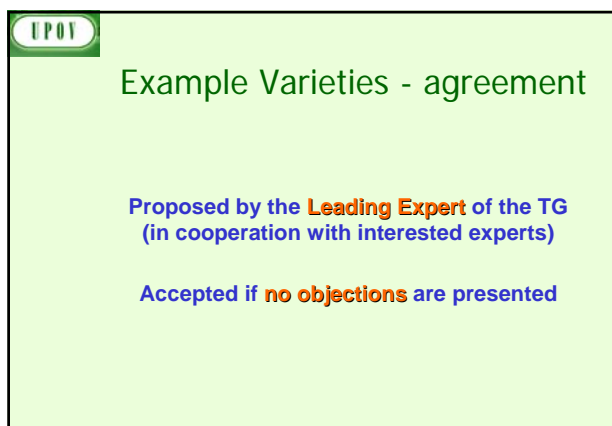 UPOV
Example Varieties - agreement
Proposed by the Leading Expert of the TG
(in cooperation with interested experts)
Accepted if no objections are presented